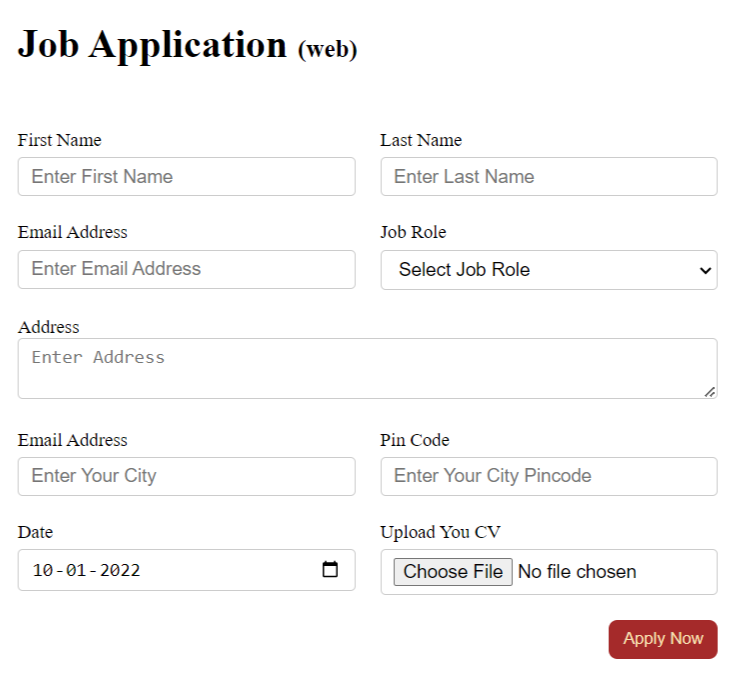 Job Application (web)
First Name Last Name
Enter First Name Enter Last Name
Email Address Job Role
Enter Email Address Select Job Role
Address
Enter Address
Email Address Pin Code
Enter Your City Enter Your City Pincode
Date Upload You CV
10-01-2022 Choose File No file chosen
Apply Now